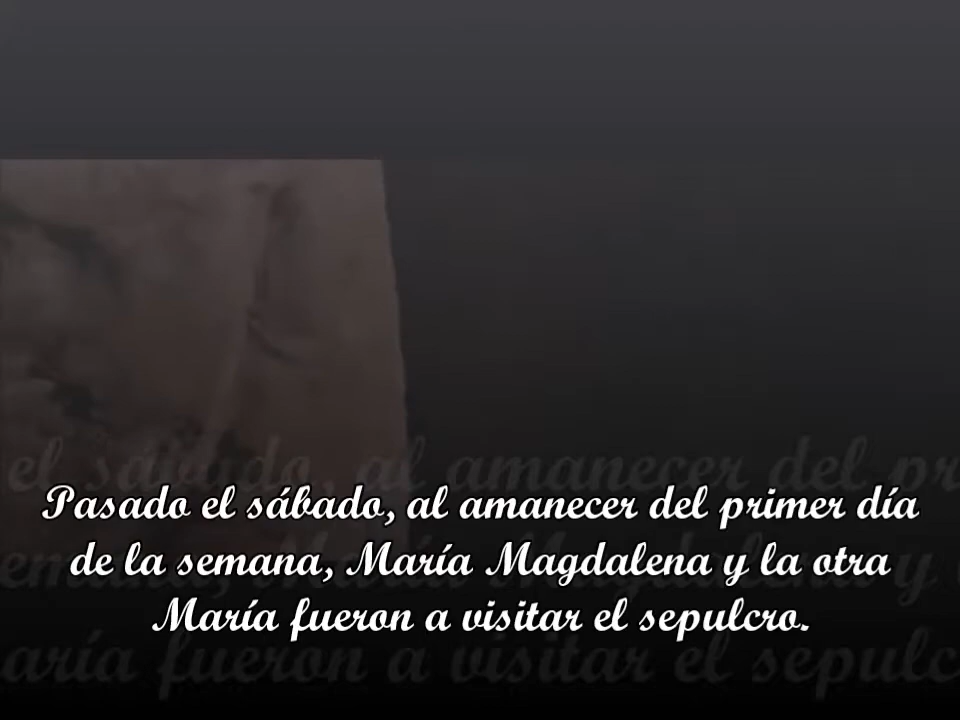 Pasado el sábado, al amanecer del primer día
de la semana, María Magdalena y la otra
María fueron a visitar el sepulcro.